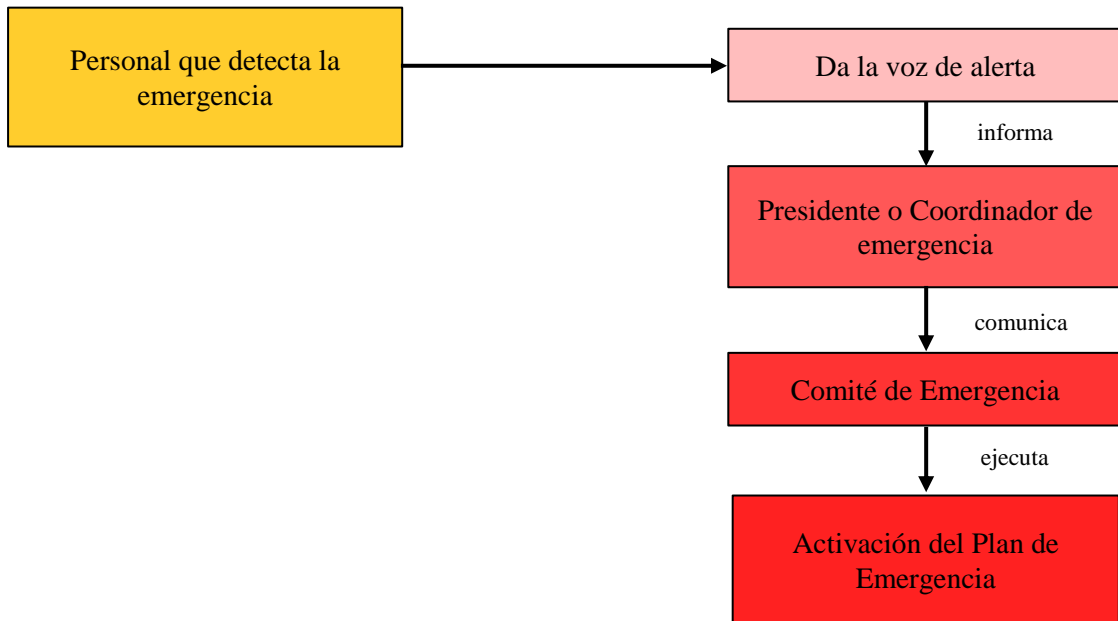 Personal que detecta la
emergencia
Da la voz de alerta
informa
Presidente o Coordinador de
emergencia
comunica
Comité de Emergencia
ejecuta
Activación del Plan de
Emergencia